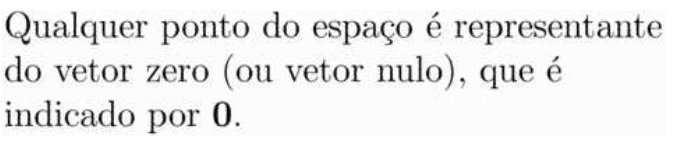 Qualquer ponto do espaço é representante
do vetor zero (ou vetor nulo), que é
indicado por 0.